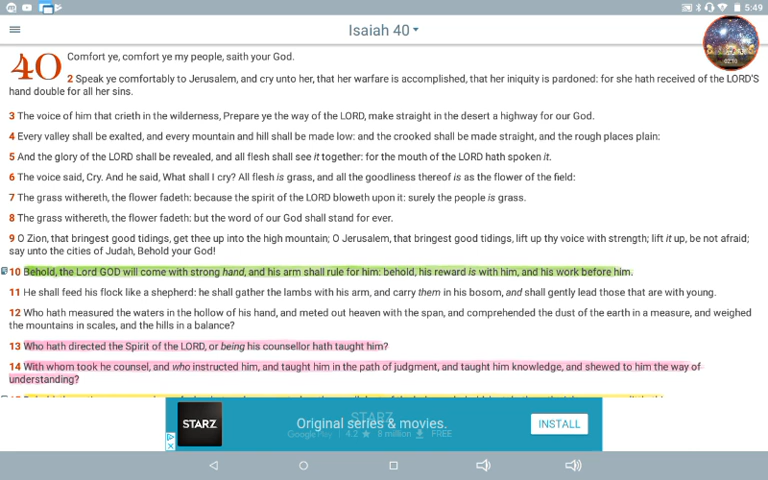 5:49
Isaiah 40
02:10
40 Comfort ye, comfort ye my people, saith your God.
2 Speak ye comfortably to Jerusalem, and cry unto her, that her warfare is accomplished, that her iniquity is pardoned: for she hath received of the LORD'S
hand double for all her sins.
3 The voice of him that crieth in the wilderness, Prepare ye the way of the LORD, make straight in the desert a highway for our God.
4 Every valley shall be exalted, and every mountain and hill shall be made low: and the crooked shall be made straight, and the rough places plain:
5 And the glory of the LORD shall be revealed, and all flesh shall see it together: for the mouth of the LORD hath spoken it.
6 The voice said, Cry. And he said, What shall I cry? All flesh is grass, and all the goodliness thereof is as the flower of the field:
7 The grass withereth, the flower fadeth: because the spirit of the LORD bloweth upon it: surely the people is grass.
8 The grass withereth, the flower fadeth: but the word of our God shall stand for ever.
9 O Zion, that bringest good tidings, get thee up into the high mountain; O Jerusalem, that bringest good tidings, lift up thy voice with strength; lift it up, be not afraid;
say unto the cities of Judah, Behold your God!
10 Behold, the Lord GOD will come with strong hand, and his arm shall rule for him: behold, his reward is with him, and his work before him.
11 He shall feed his flock like a shepherd: he shall gather the lambs with his arm, and carry them in his bosom, and shall gently lead those that are with young.
12 Who hath measured the waters in the hollow of his hand, and meted out heaven with the span, and comprehended the dust of the earth in a measure, and weighed
the mountains in scales, and the hills in a balance?
13 Who hath directed the Spirit of the LORD, or being his counsellor hath taught him?
14 With whom took he counsel, and who instructed him, and taught him in the path of judgment, and taught him knowledge, and shewed to him the way of
understanding?
STARZ
STARZ
Original series & movies.
Google Play | 4.2 ★ 8 million FREE
INSTALL